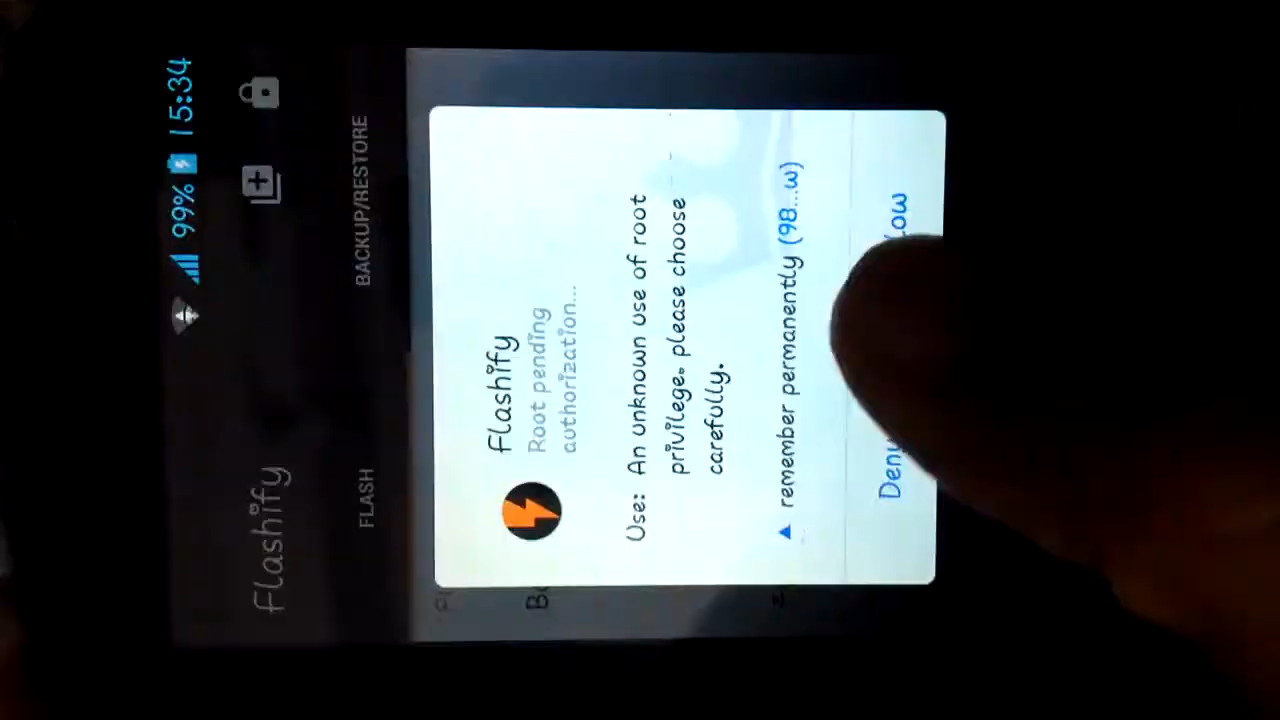 99% 15:34
Flashify
FLASH BACKUP/RESTORE
Flashify
Root pending
authorization...
Use: An unknown use of root
privilege. please choose
carefully.
remember permanently (98...w)